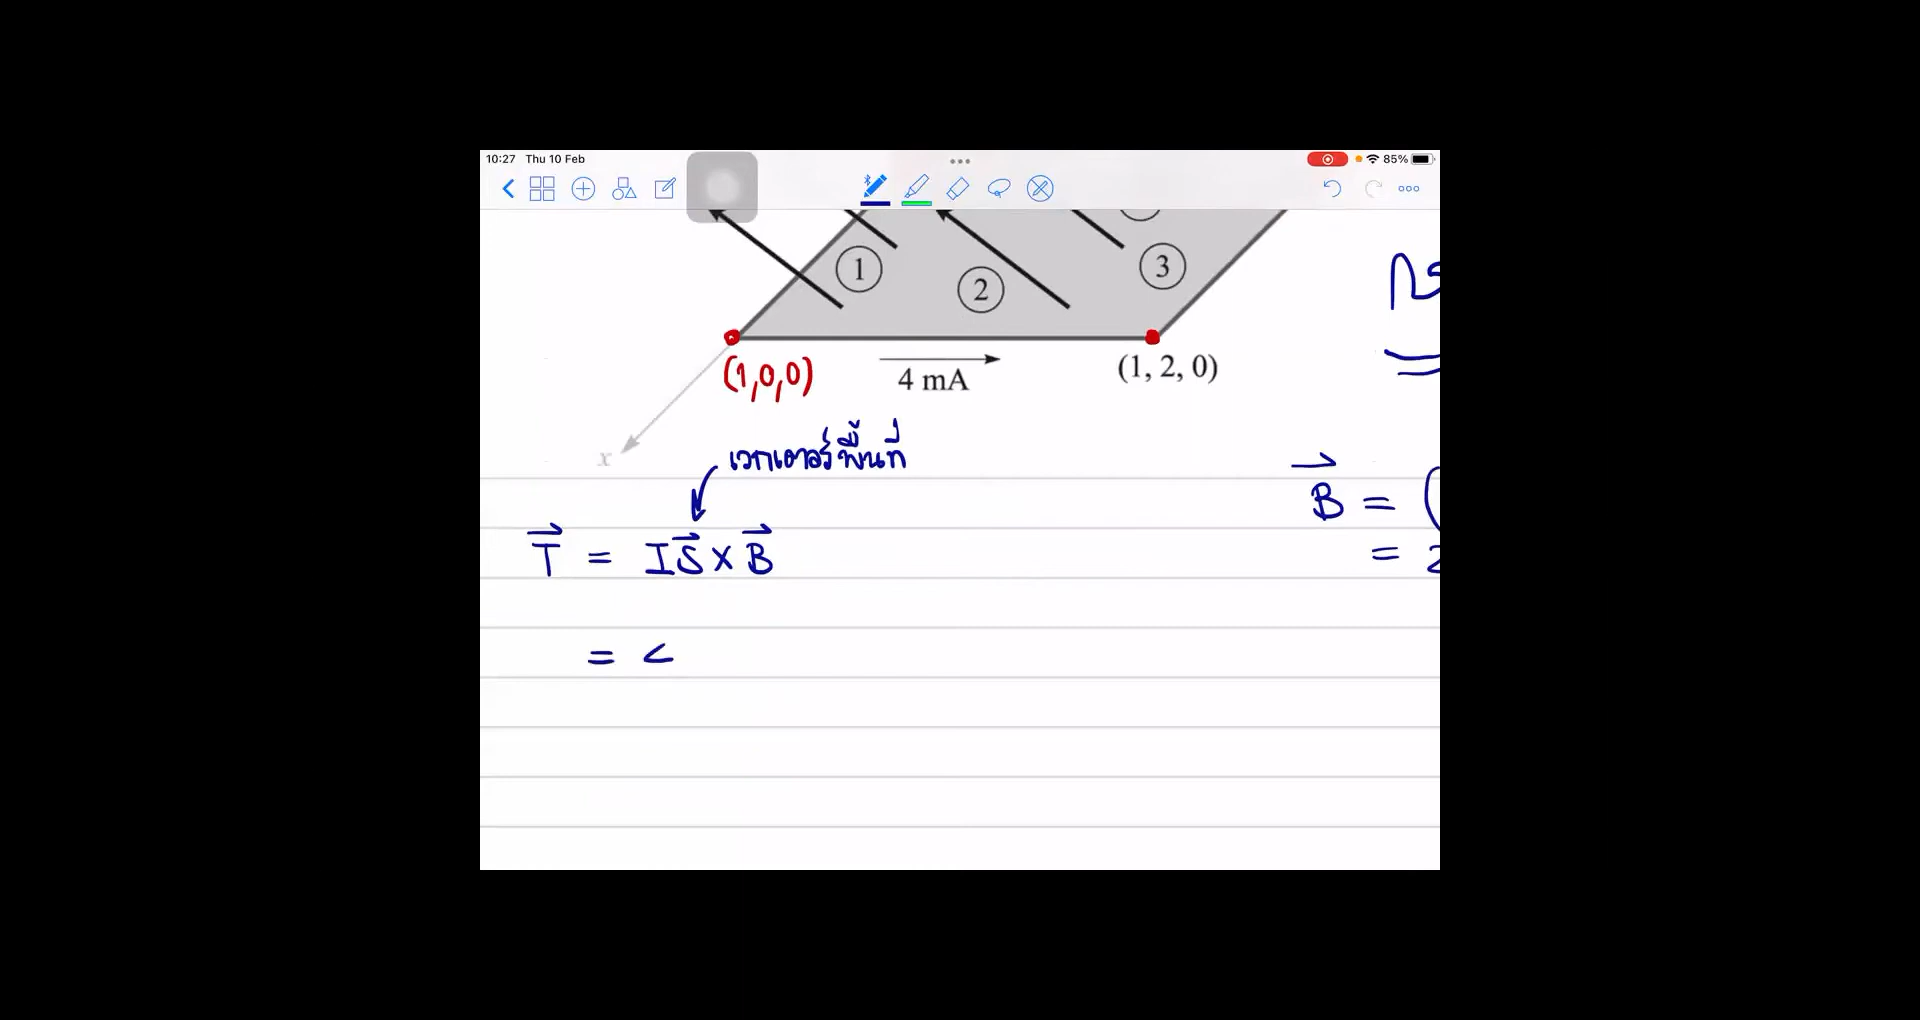 10:27 Thu 10 Feb
85%
1
2
3
(1,0,0)
4 mA
(1, 2, 0)
x
เวกเตอร์พื้นที่
B = (
T = IS × B
=
=